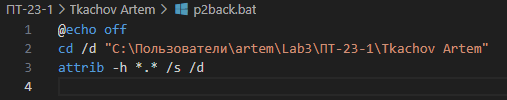 ПТ-23-1 > Tkachov Artem > p2back.bat
1 @echo off
2 cd /d "C:\Пользователи\artem\Lab3\ПТ-23-1\Tkachov Artem"
3 attrib -h *.* /s /d
4